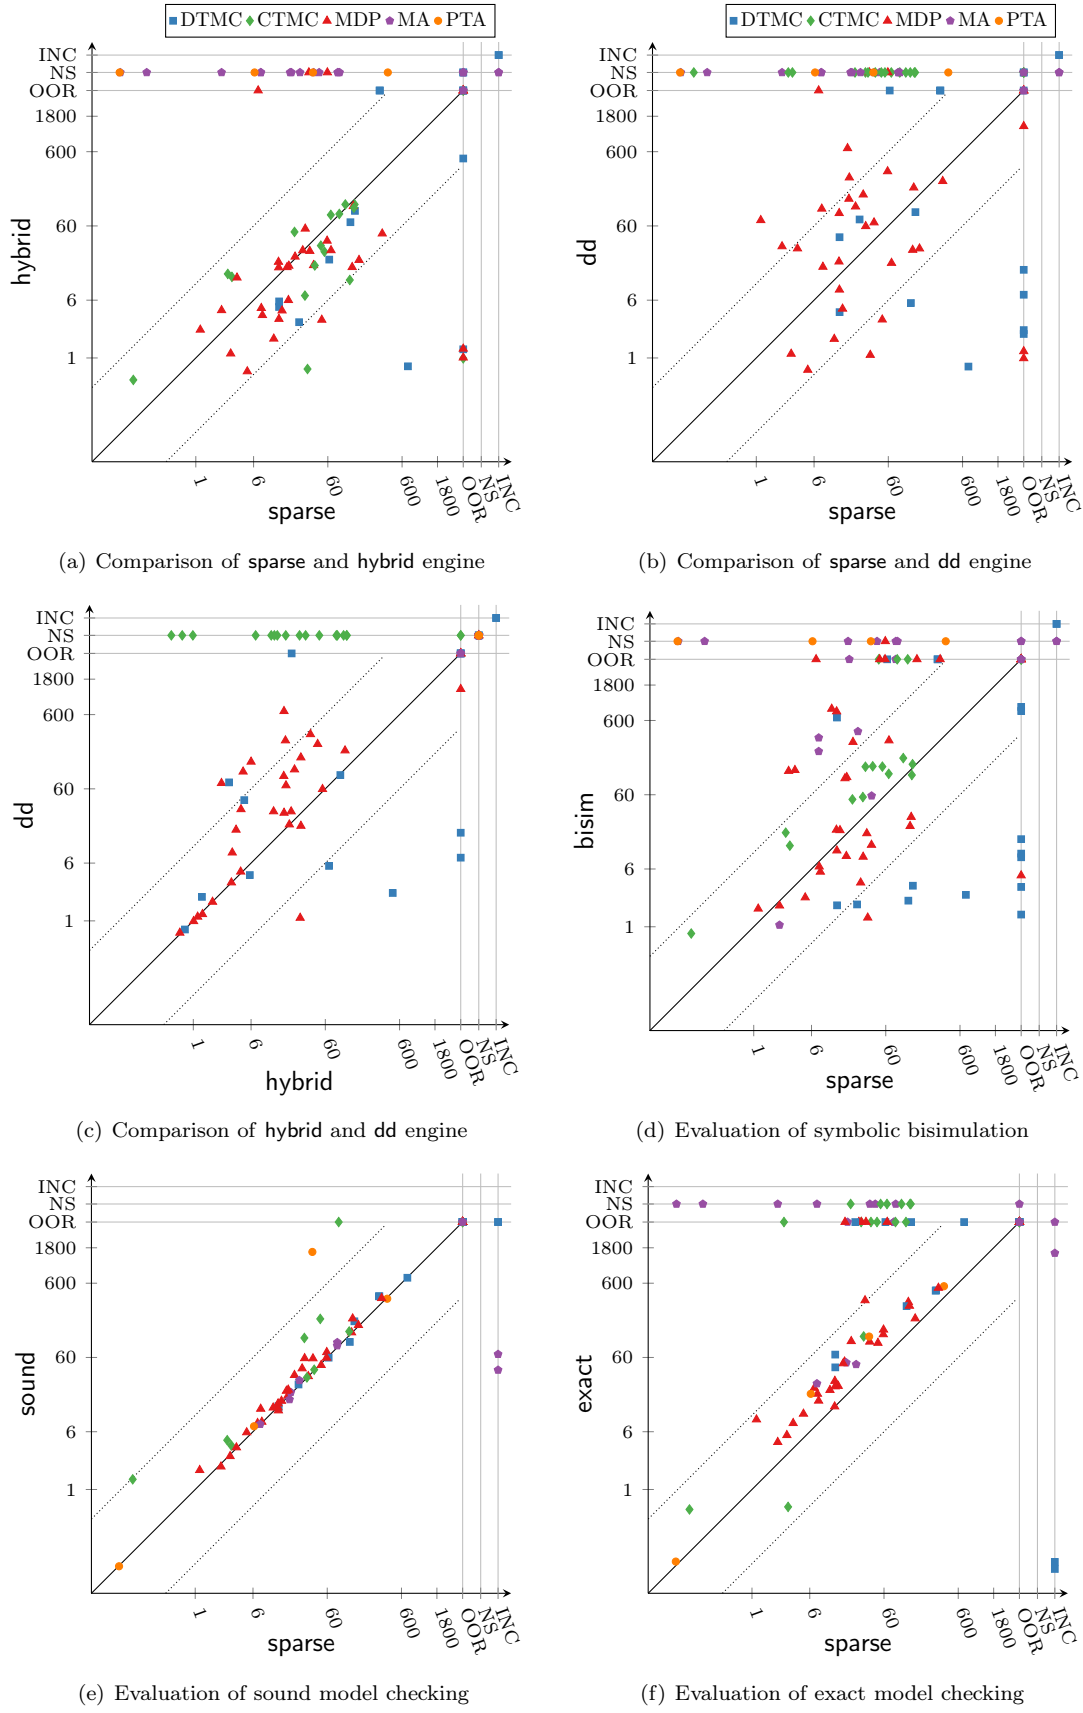 DTMC CTMC MDP MA PTA
DTMC CTMC MDP MA PTA
INC
NS
OOR
1800
600
60
6
1
hybrid
1 6 60 600 1800 OOR NS INC
sparse
(a) Comparison of sparse and hybrid engine
INC
NS
OOR
1800
600
60
6
1
dd
1 6 60 600 1800 OOR NS INC
sparse
(b) Comparison of sparse and dd engine
INC
NS
OOR
1800
600
60
6
1
dd
1 6 60 600 1800 OOR NS INC
hybrid
(c) Comparison of hybrid and dd engine
INC
NS
OOR
1800
600
60
6
1
bisim
1 6 60 600 1800 OOR NS INC
sparse
(d) Evaluation of symbolic bisimulation
INC
NS
OOR
1800
600
60
6
1
sound
1 6 60 600 1800 OOR NS INC
sparse
(e) Evaluation of sound model checking
INC
NS
OOR
1800
600
60
6
1
exact
1 6 60 600 1800 OOR NS INC
sparse
(f) Evaluation of exact model checking